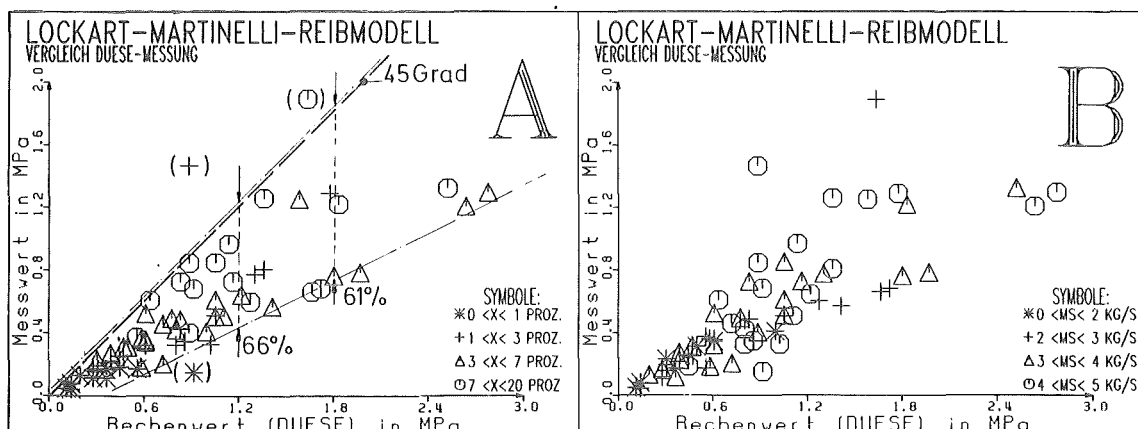 LOCKART-MARTINELLI-REIBMODELL
VERGLEICH DUESE-MESSUNG
A
45Grad
Messwert in MPa
0.0 0.4 0.8 1.2 1.6 2.0
61%
66%
SYMBOLE:
0 <X< 1 PROZ.
1 <X< 3 PROZ.
3 <X< 7 PROZ.
7 <X<20 PROZ
0.0 0.6 1.2 1.8 2.4 3.0
Rechenwert (DUESE) in MPa
LOCKART-MARTINELLI-REIBMODELL
VERGLEICH DUESE-MESSUNG
B
Messwert in MPa
0.0 0.4 0.8 1.2 1.6 2.0
SYMBOLE:
0 <MS< 2 KG/S
2 <MS< 3 KG/S
3 <MS< 4 KG/S
4 <MS< 5 KG/S
0.0 0.6 1.2 1.8 2.4 3.0
Rechenwert (DUESE) in MPa